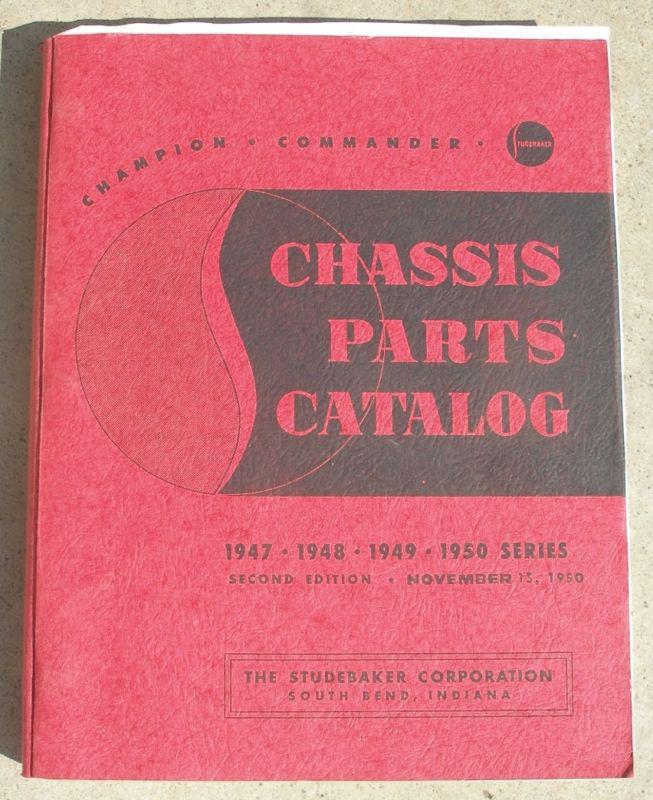 CHAMPION • COMMANDER •
STUDEBAKER
CHASSIS
PARTS
CATALOG
1947 • 1948 • 1949 • 1950 SERIES
SECOND EDITION • NOVEMBER 15, 1950
THE STUDEBAKER CORPORATION
SOUTH BEND, INDIANA